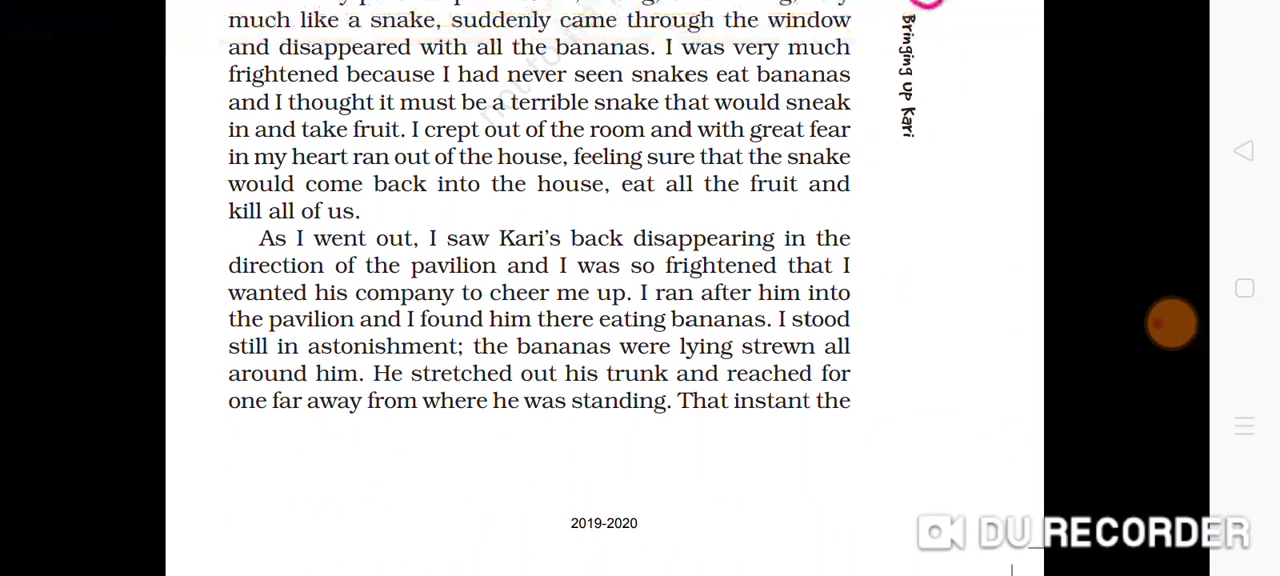 much like a snake, suddenly came through the window
and disappeared with all the bananas. I was very much
frightened because I had never seen snakes eat bananas
and I thought it must be a terrible snake that would sneak
in and take fruit. I crept out of the room and with great fear
in my heart ran out of the house, feeling sure that the snake
would come back into the house, eat all the fruit and
kill all of us.
As I went out, I saw Kari's back disappearing in the
direction of the pavilion and I was so frightened that I
wanted his company to cheer me up. I ran after him into
the pavilion and I found him there eating bananas. I stood
still in astonishment; the bananas were lying strewn all
around him. He stretched out his trunk and reached for
one far away from where he was standing. That instant the
Bringing Up Kari
not to
2019-2020
DU_RECORDER